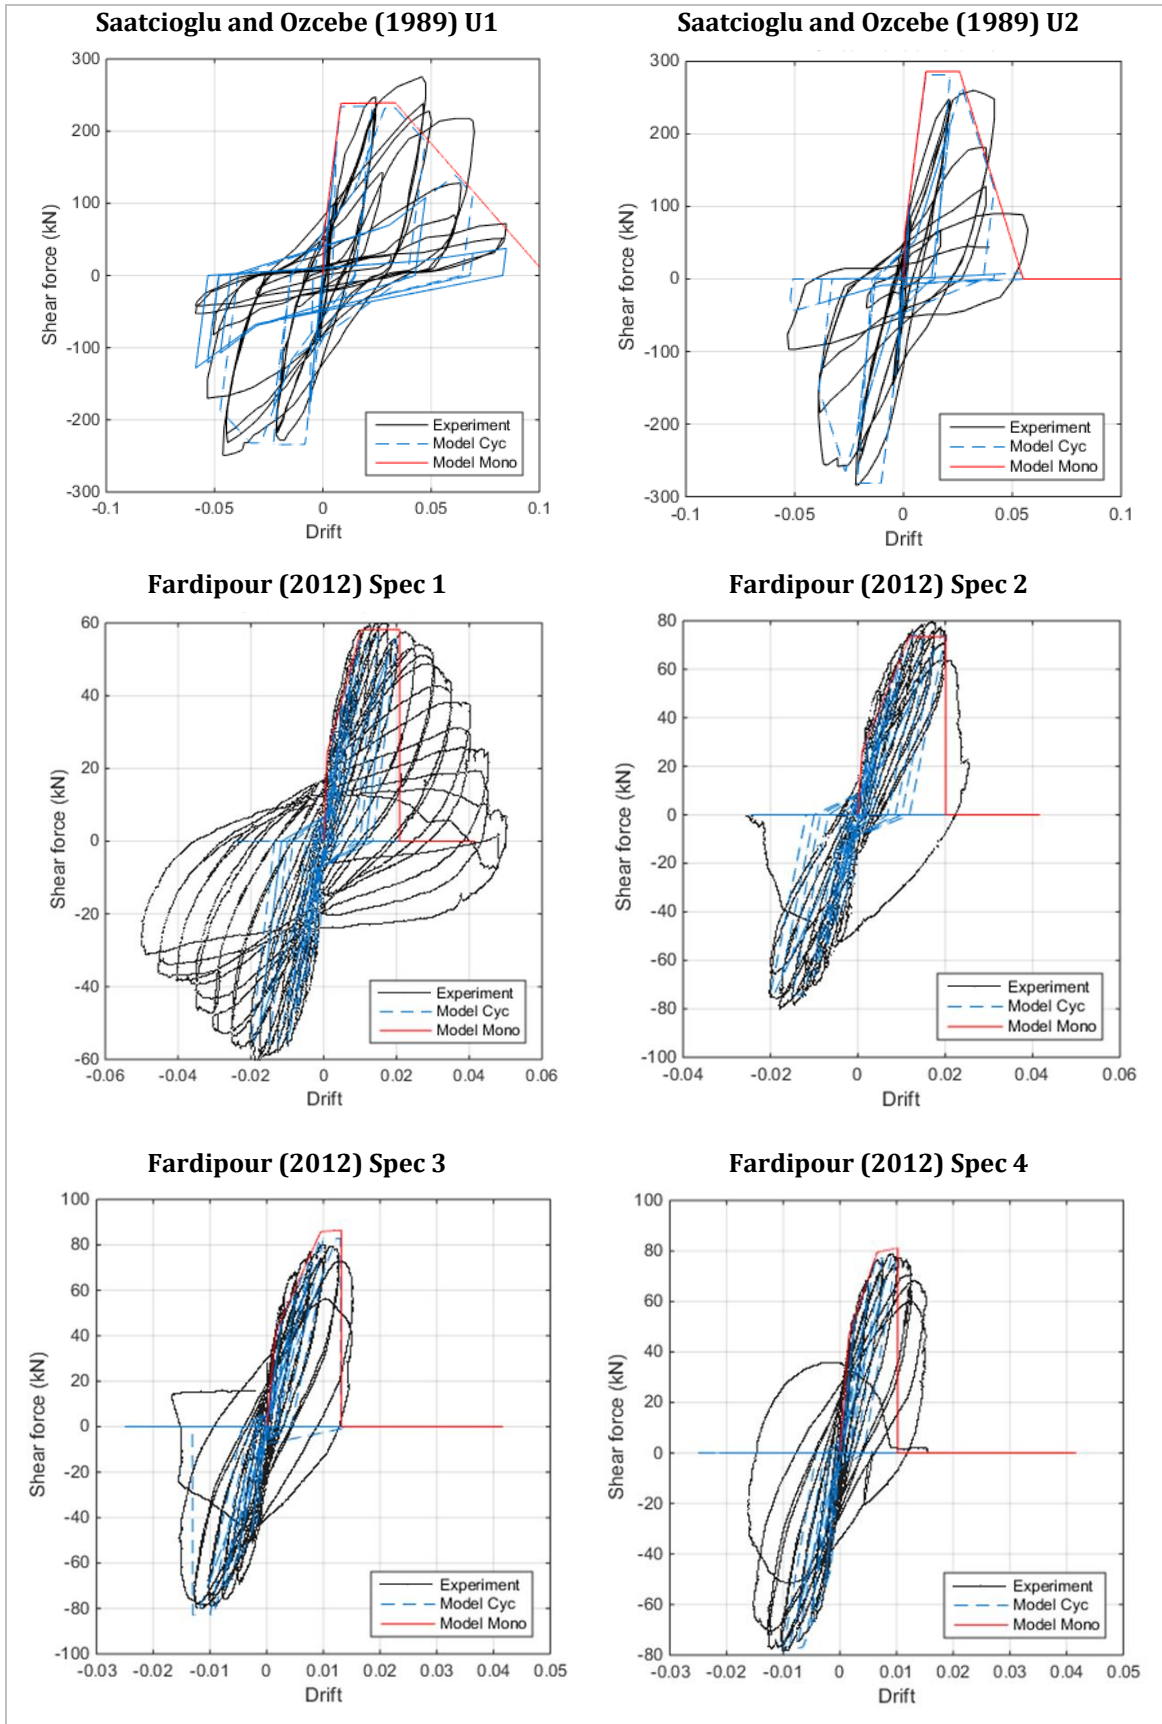 Saatcioglu and Ozcebe (1989) U1
300
200
100
0
-100
-200
-300
Shear force (kN)
-0.1 -0.05 0 0.05 0.1
Drift
Experiment
Model Cyc
Model Mono
Saatcioglu and Ozcebe (1989) U2
300
200
100
0
-100
-200
-300
Shear force (kN)
-0.1 -0.05 0 0.05 0.1
Drift
Experiment
Model Cyc
Model Mono
Fardipour (2012) Spec 1
60
40
20
0
-20
-40
-60
Shear force (kN)
-0.06 -0.04 -0.02 0 0.02 0.04 0.06
Drift
Experiment
Model Cyc
Model Mono
Fardipour (2012) Spec 2
80
60
40
20
0
-20
-40
-60
-80
-100
Shear force (kN)
-0.04 -0.02 0 0.02 0.04 0.06
Drift
Experiment
Model Cyc
Model Mono
Fardipour (2012) Spec 3
100
80
60
40
20
0
-20
-40
-60
-80
-100
Shear force (kN)
-0.03 -0.02 -0.01 0 0.01 0.02 0.03 0.04 0.05
Drift
Experiment
Model Cyc
Model Mono
Fardipour (2012) Spec 4
100
80
60
40
20
0
-20
-40
-60
-80
Shear force (kN)
-0.03 -0.02 -0.01 0 0.01 0.02 0.03 0.04 0.05
Drift
Experiment
Model Cyc
Model Mono